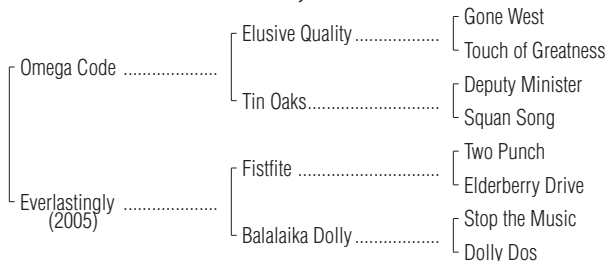 Gone West
Elusive Quality ..................
Touch of Greatness
Omega Code ....................
Deputy Minister
Tin Oaks............................
Squan Song
Two Punch
Fistfite ..............................
Elderberry Drive
Everlastingly ....................
(2005)
Stop the Music
Balalaika Dolly ..................
Dolly Dos